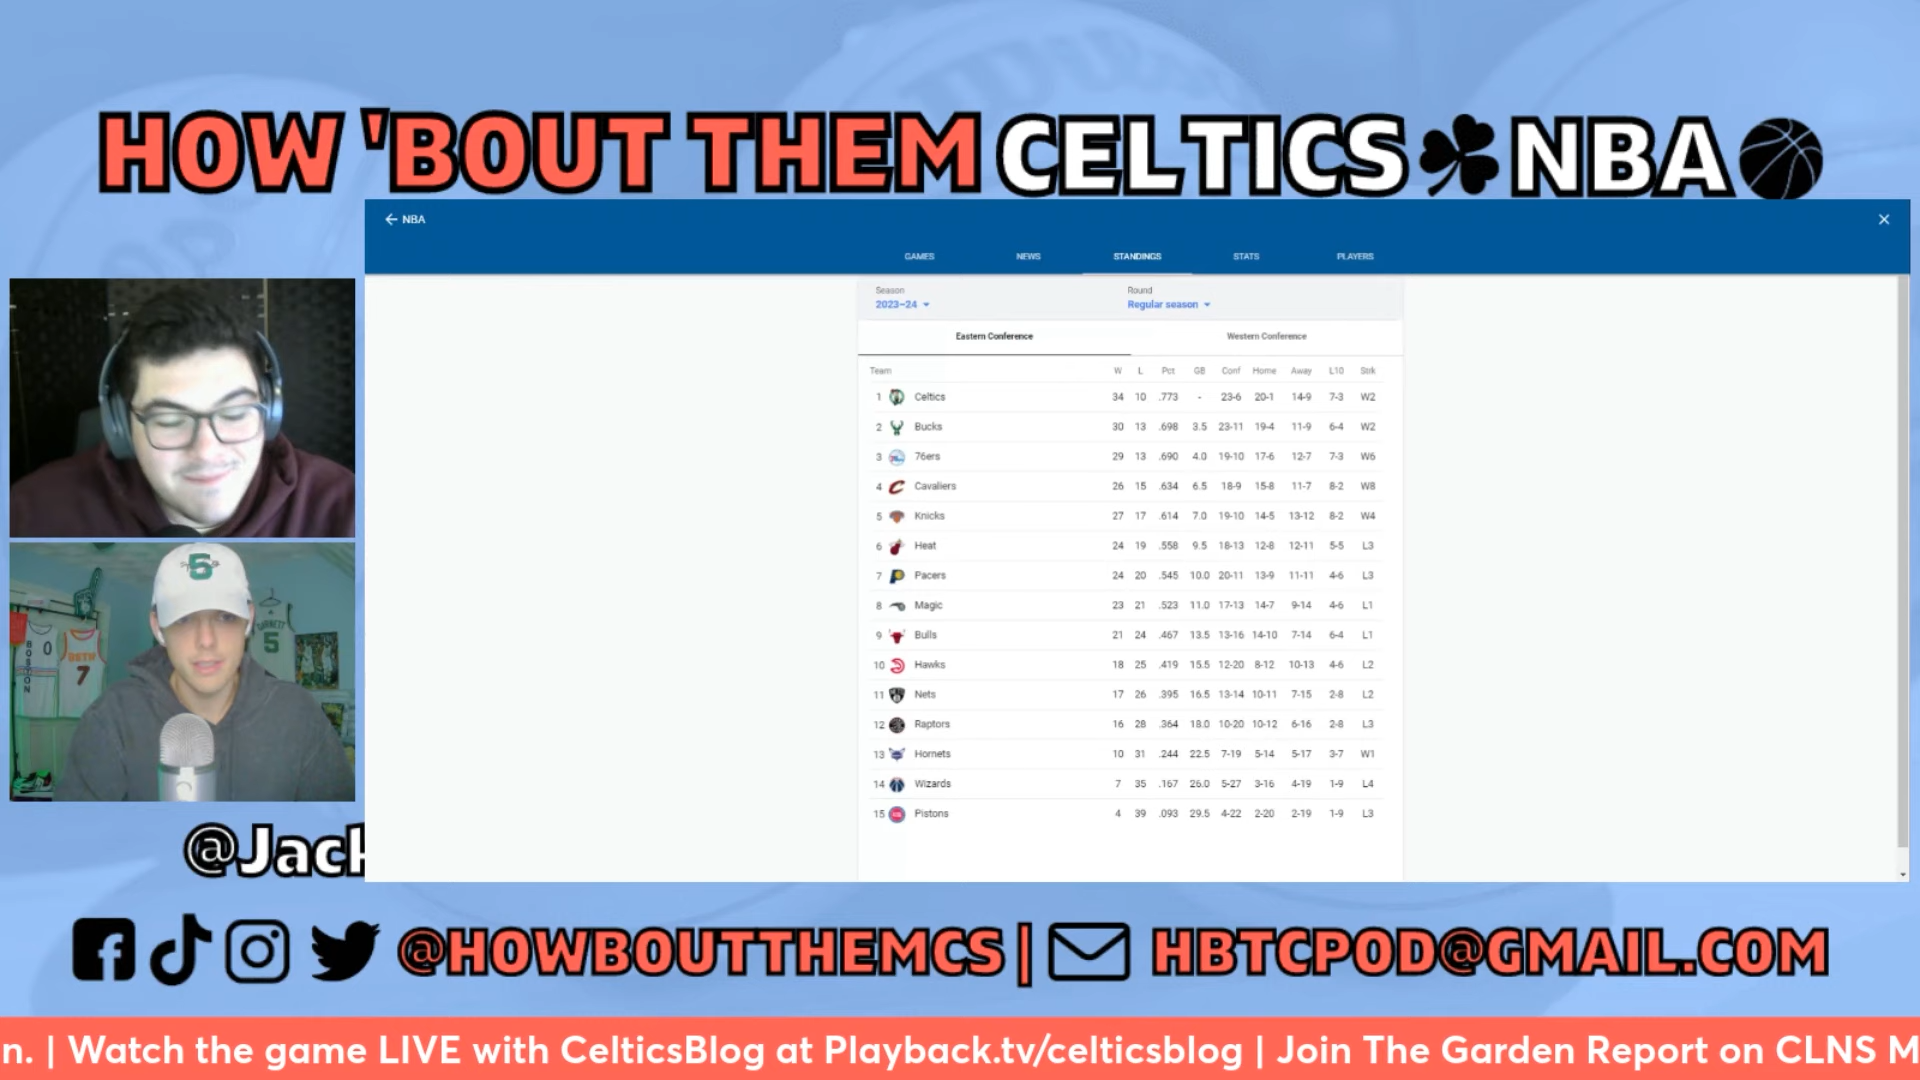 HOW 'BOUT THEM CELTICS NBA
← NBA ×
GAMES NEWS STANDINGS STATS PLAYERS
Season Round
2023–24 Regular season
Eastern Conference Western Conference
Team W L Pct GB Conf Home Away L10 Strk
1 Celtics 34 10 .773 - 23-6 20-1 14-9 7-3 W2
2 Bucks 30 13 .698 3.5 23-11 19-4 11-9 6-4 W2
3 76ers 29 13 .690 4.0 19-10 17-6 12-7 7-3 W6
4 Cavaliers 26 15 .634 6.5 18-9 15-8 11-7 8-2 W8
5 Knicks 27 17 .614 7.0 19-10 14-5 13-12 8-2 W4
6 Heat 24 19 .558 9.5 18-13 12-8 12-11 5-5 L3
7 Pacers 24 20 .545 10.0 20-11 13-9 11-11 4-6 L3
8 Magic 23 21 .523 11.0 17-13 14-7 9-14 4-6 L1
9 Bulls 21 24 .467 13.5 13-16 14-10 7-14 6-4 L1
10 Hawks 18 25 .419 15.5 12-20 8-12 10-13 4-6 L2
11 Nets 17 26 .395 16.5 13-14 10-11 7-15 2-8 L2
12 Raptors 16 28 .364 18.0 10-20 10-12 6-16 2-8 L3
13 Hornets 10 31 .244 22.5 7-19 5-14 5-17 3-7 W1
14 Wizards 7 35 .167 26.0 5-27 3-16 4-19 1-9 L4
15 Pistons 4 39 .093 29.5 4-22 2-20 2-19 1-9 L3
5
BOSTON 0
7
GARNETT
5
@Jack
@HOWBOUTTHEMCS | HBTCPOD@GMAIL.COM
n. | Watch the game LIVE with CelticsBlog at Playback.tv/celticsblog | Join The Garden Report on CLNS M